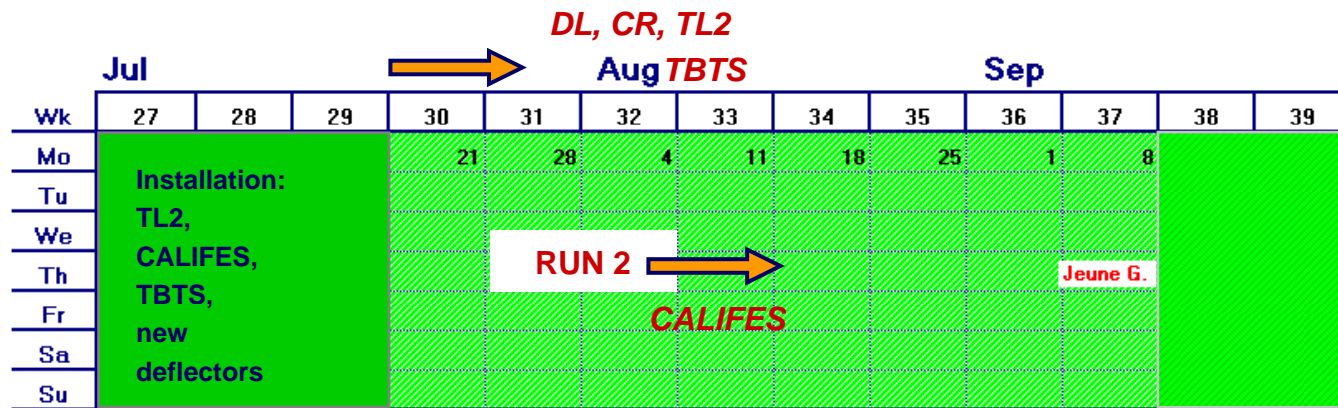 DL, CR, TL2
Jul Aug TBTS Sep
Wk 27 28 29 30 31 32 33 34 35 36 37 38 39
Mo 21 28 4 11 18 25 1 8
Installation:
Tu
TL2,
We
CALIFES,
RUN 2
Th
Jeune G.
TBTS,
Fr
CALIFES
new
Sa
deflectors
Su